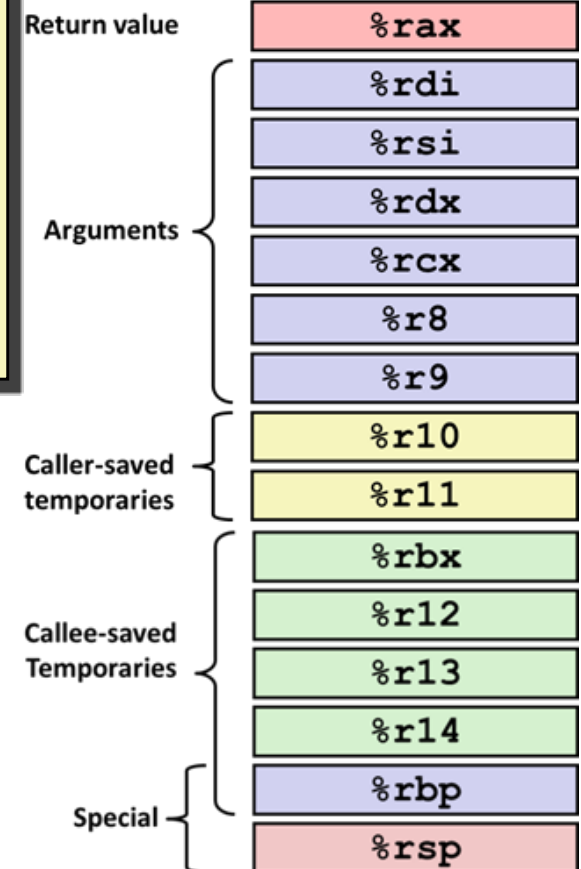 Return value %rax
%rdi
%rsi
%rdx
Arguments
%rcx
%r8
%r9
%r10
Caller-saved
temporaries
%r11
%rbx
%r12
Callee-saved
Temporaries
%r13
%r14
%rbp
Special
%rsp